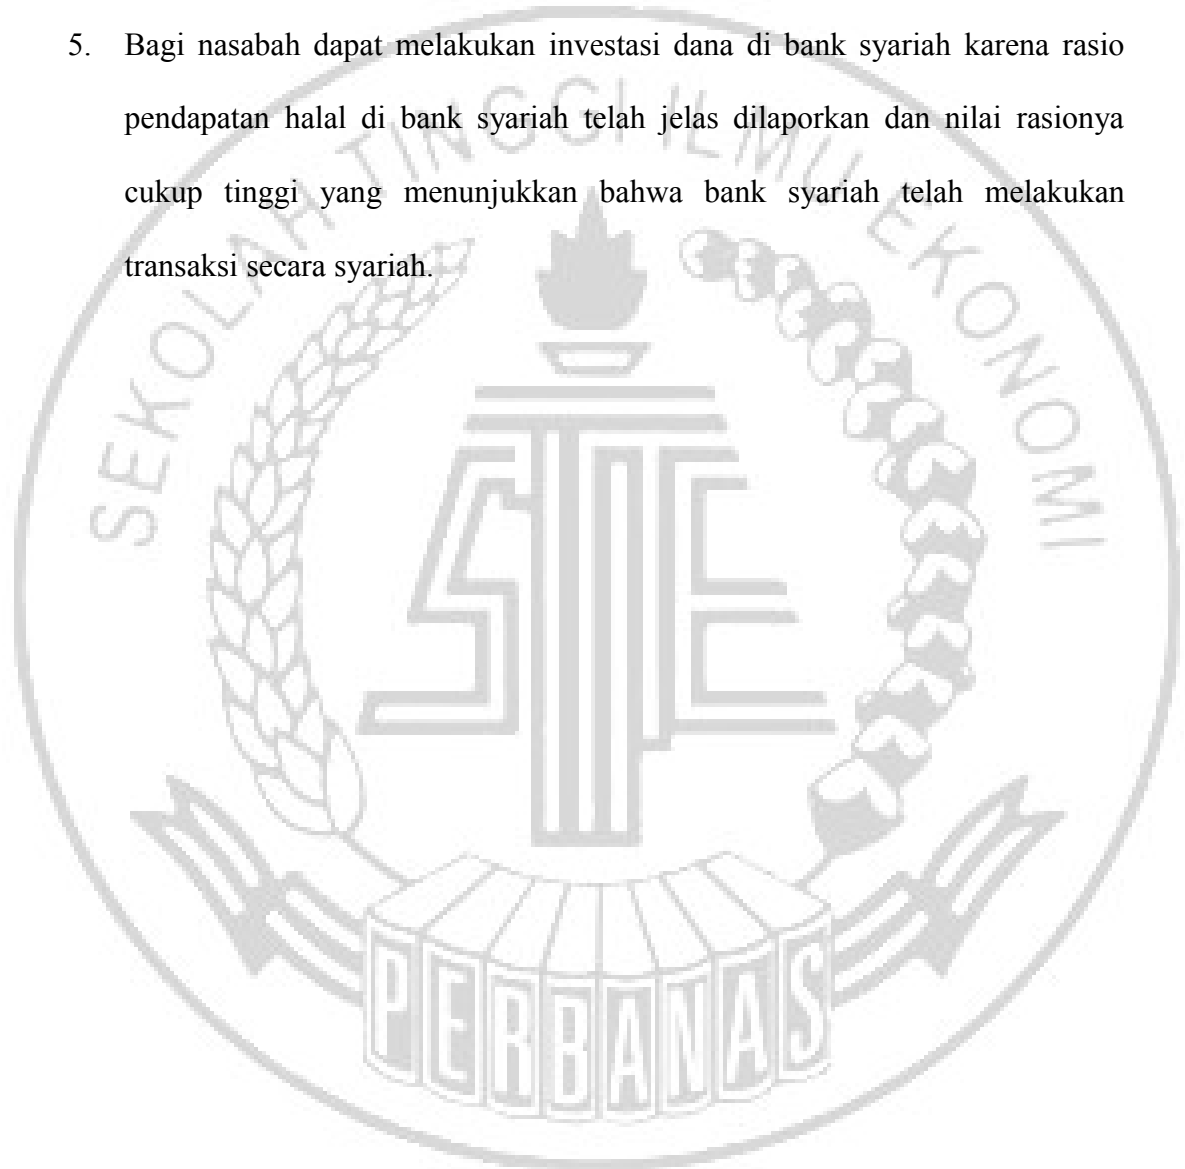 5. Bagi nasabah dapat melakukan investasi dana di bank syariah karena rasio
pendapatan halal di bank syariah telah jelas dilaporkan dan nilai rasionya
cukup tinggi yang menunjukkan bahwa bank syariah telah melakukan
transaksi secara syariah.
SEKOLAH TINGGI ILMU EKONOMI
STIE
PERBANAS